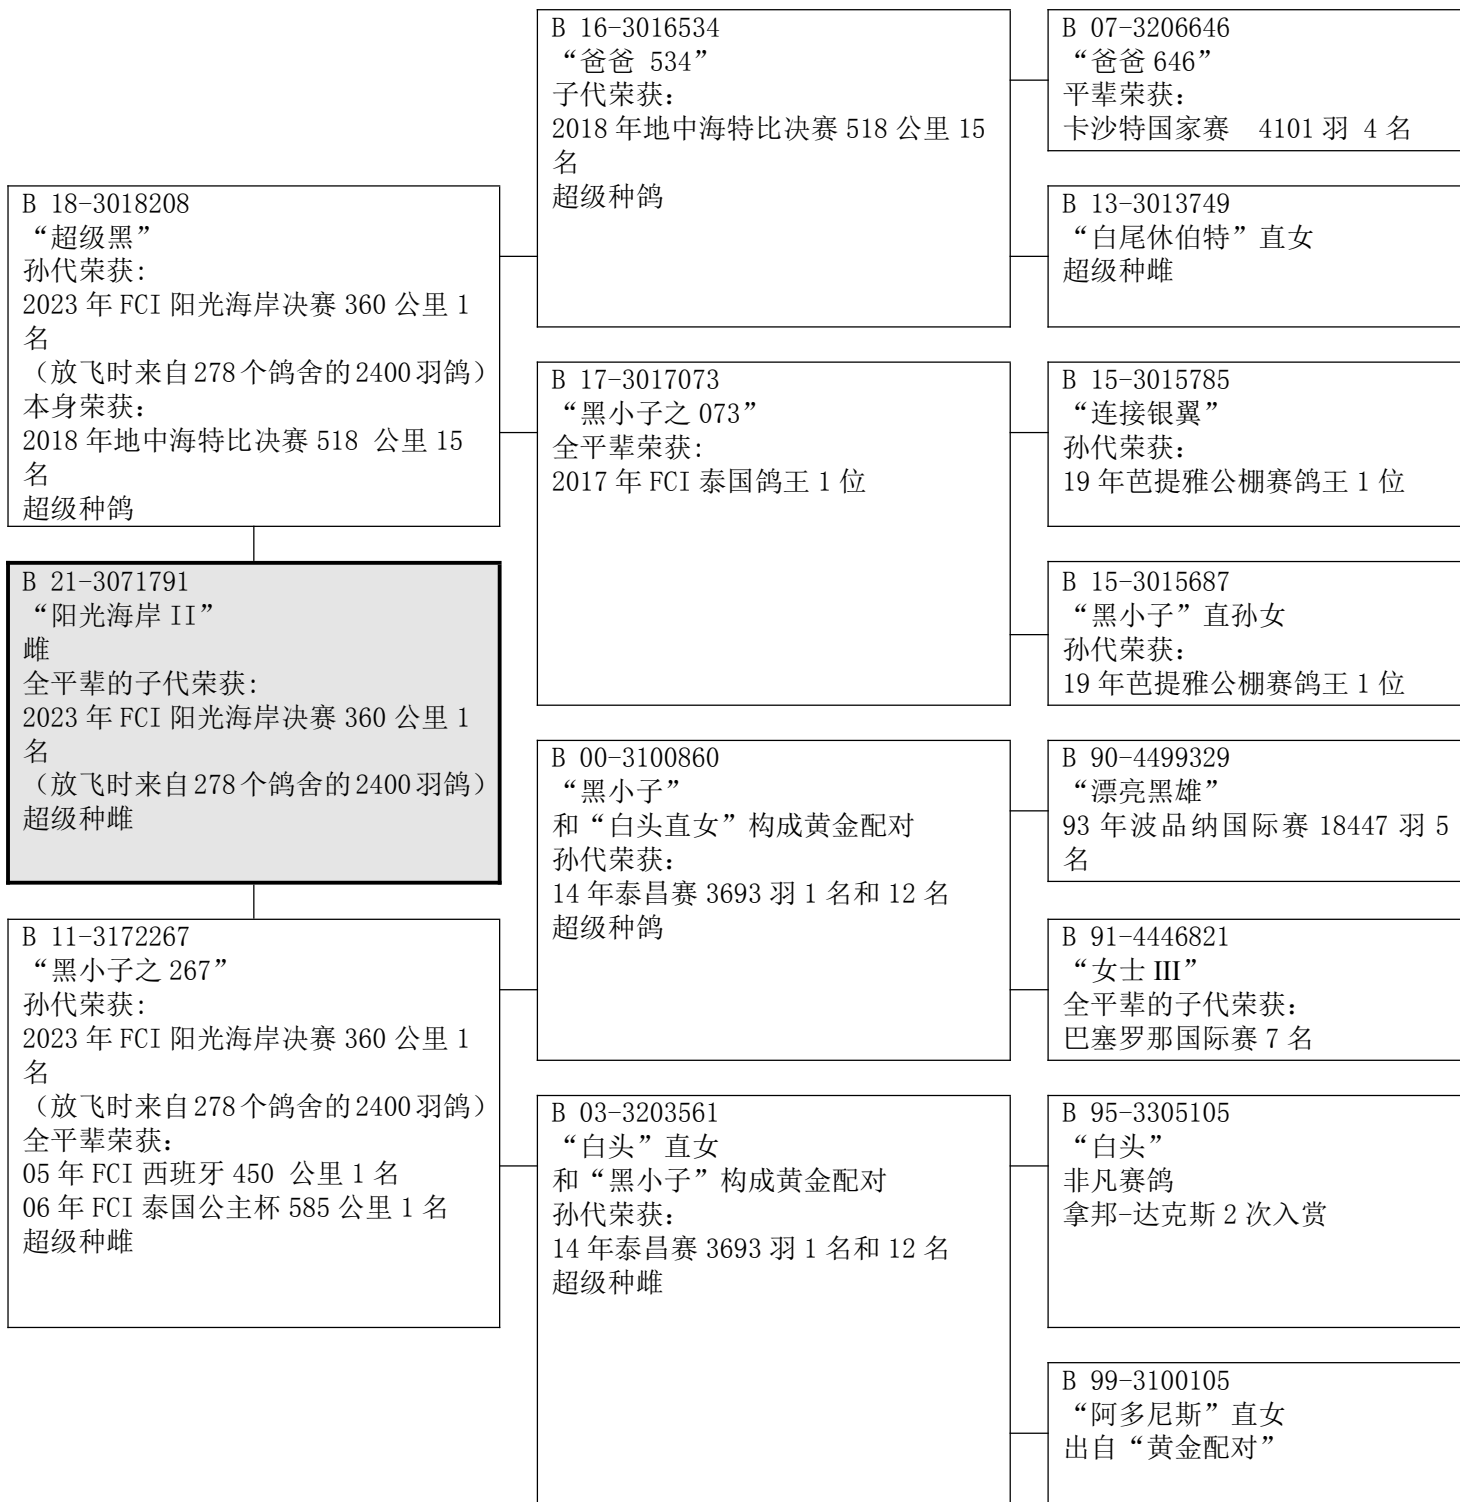 B 18-3018208
“超级黑”
孙代荣获:
2023 年 FCI 阳光海岸决赛 360 公里 1
名
（放飞时来自278个鸽舍的2400羽鸽）
本身荣获：
2018 年地中海特比决赛 518 公里 15
名
超级种鸽
B 21-3071791
“阳光海岸 II”
雌
全平辈的子代荣获:
2023 年 FCI 阳光海岸决赛 360 公里 1
名
（放飞时来自278个鸽舍的2400羽鸽）
超级种雌
B 11-3172267
“黑小子之 267”
孙代荣获:
2023 年 FCI 阳光海岸决赛 360 公里 1
名
（放飞时来自278个鸽舍的2400羽鸽）
全平辈荣获：
05 年 FCI 西班牙 450 公里 1 名
06 年 FCI 泰国公主杯 585 公里 1 名
超级种雌
B 16-3016534
“爸爸 534”
子代荣获：
2018 年地中海特比决赛 518 公里 15
名
超级种鸽
B 17-3017073
“黑小子之 073”
全平辈荣获:
2017 年 FCI 泰国鸽王 1 位
B 00-3100860
“黑小子”
和“白头直女”构成黄金配对
孙代荣获：
14 年泰昌赛 3693 羽 1 名和 12 名
超级种鸽
B 03-3203561
“白头”直女
和“黑小子”构成黄金配对
孙代荣获：
14 年泰昌赛 3693 羽 1 名和 12 名
超级种雌
B 07-3206646
“爸爸 646”
平辈荣获：
卡沙特国家赛 4101 羽 4 名
B 13-3013749
“白尾休伯特”直女
超级种雌
B 15-3015785
“连接银翼”
孙代荣获：
19 年芭提雅公棚赛鸽王 1 位
B 15-3015687
“黑小子”直孙女
孙代荣获：
19 年芭提雅公棚赛鸽王 1 位
B 90-4499329
“漂亮黑雄”
93 年波品纳国际赛 18447 羽 5
名
B 91-4446821
“女士 III”
全平辈的子代荣获：
巴塞罗那国际赛 7 名
B 95-3305105
“白头”
非凡赛鸽
拿邦-达克斯 2 次入赏
B 99-3100105
“阿多尼斯”直女
出自“黄金配对”